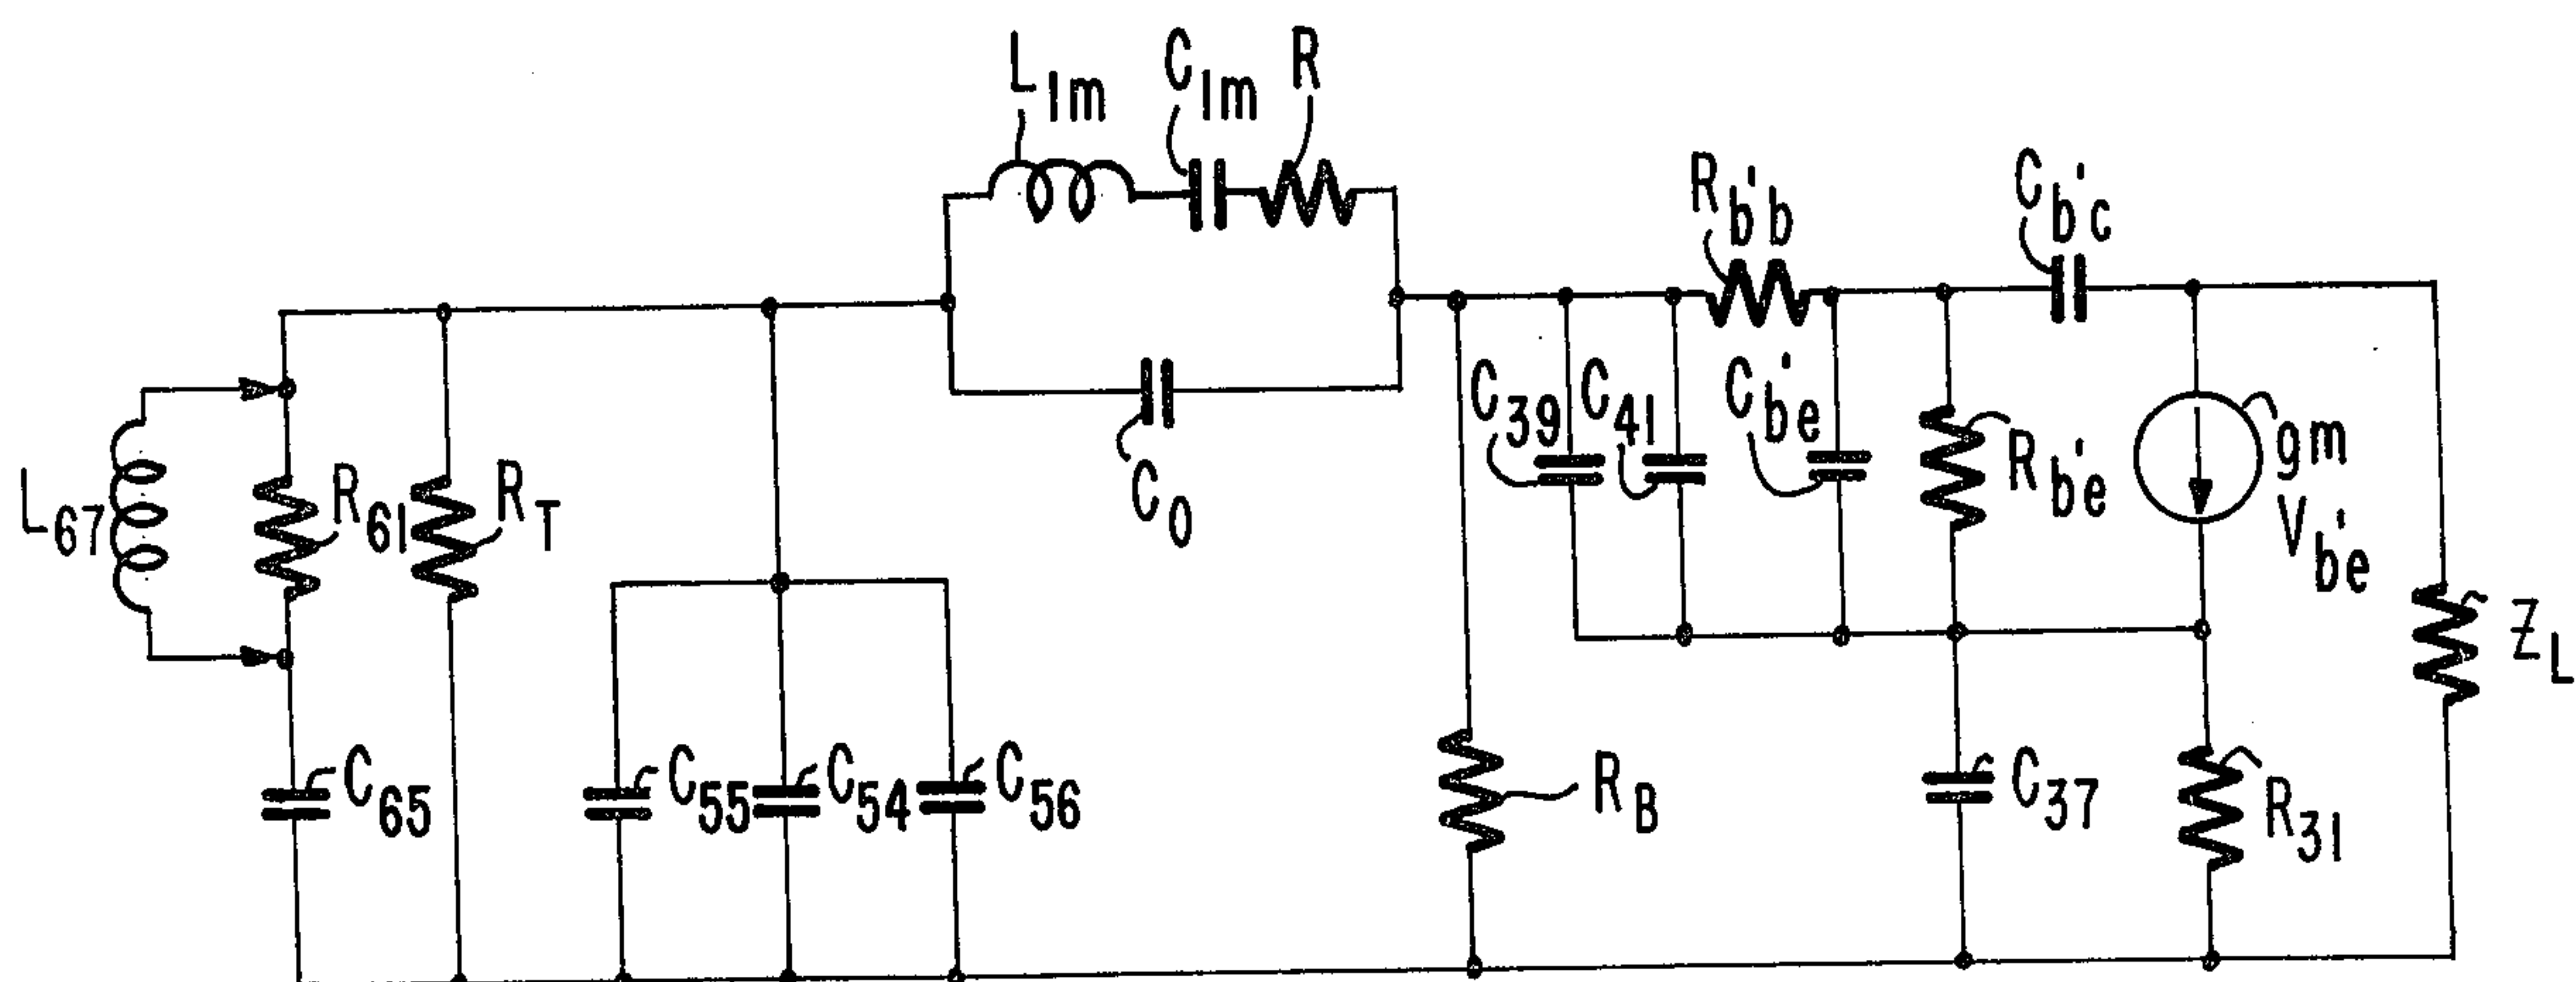 L1m
C1m
R
Rb'b
Cb'c
L67
R61
RT
C0
C39
C41
Cb'e
Rb'e
gm
Vb'e
ZL
C65
C55
C54
C56
RB
C37
R31